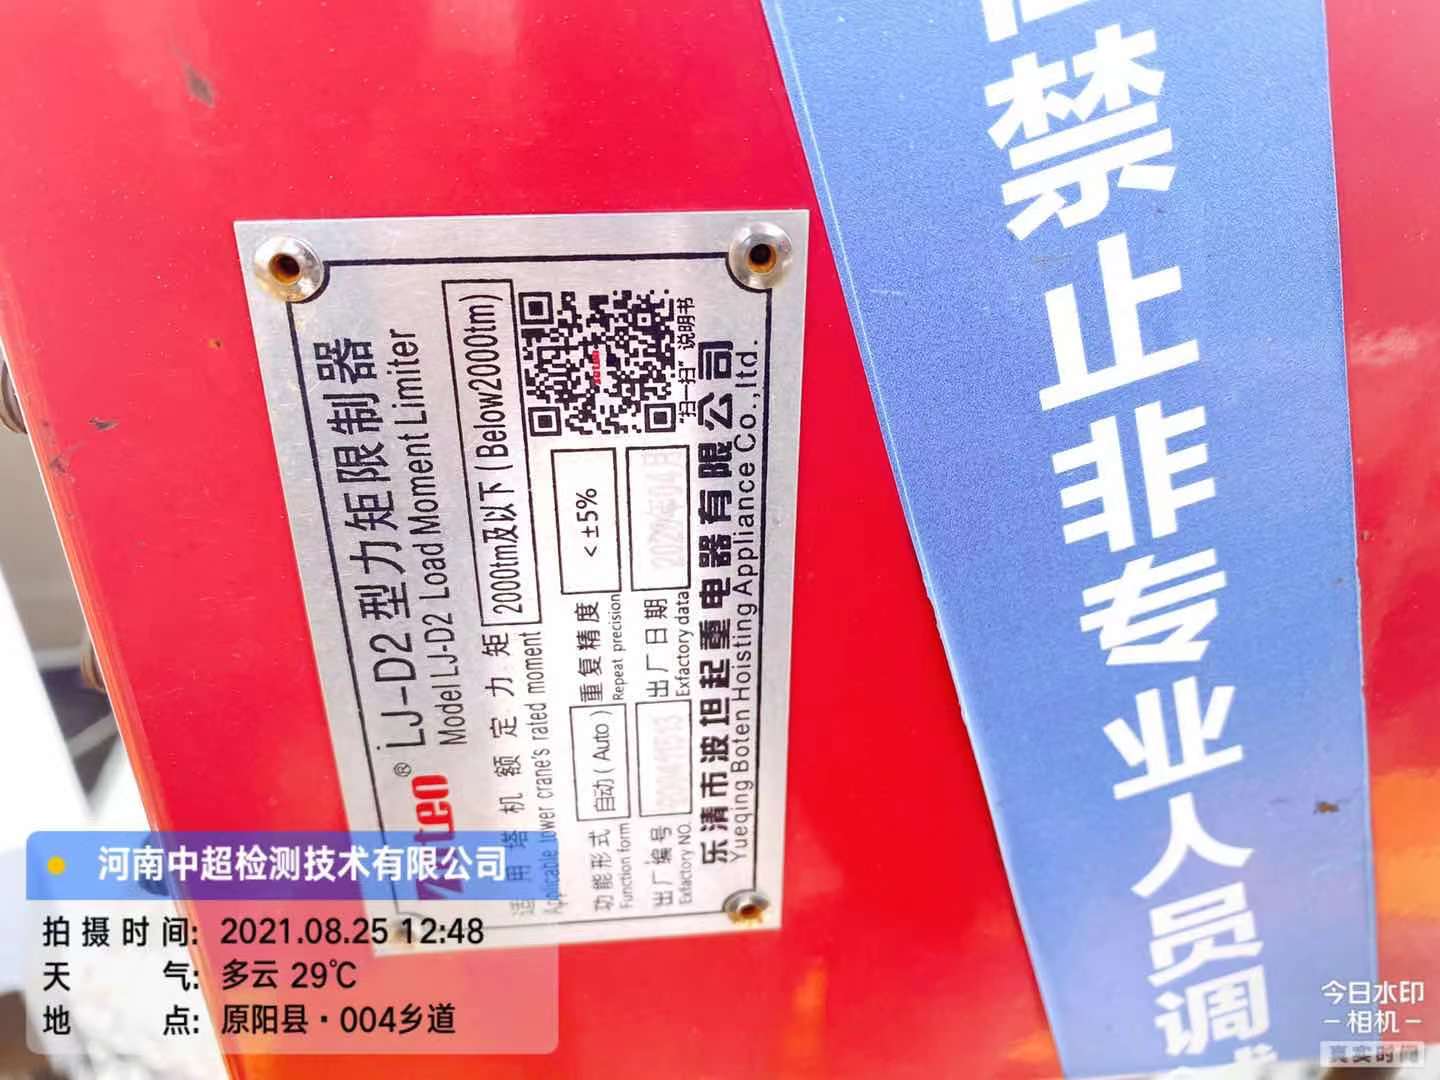 LJ-D2型力矩限制器
Model LJ-D2 Load Moment Limiter
适用塔机额定力矩 2000tm及以下(Below2000tm)
Applicable tower crane's rated moment
功能形式 自动(Auto) 重复精度 <±5%
Function form Repeat precision
出厂编号 出厂日期
Exfactory NO. Exfactory data
扫一扫 说明书
乐清市波坦起重电器有限公司
Yueqing Boten Hoisting Appliance Co.,ltd.
禁止非专业人员调
河南中超检测技术有限公司
拍摄时间: 2021.08.25 12:48
天气: 多云 29℃
地点: 原阳县·004乡道
今日水印
相机
真实时间